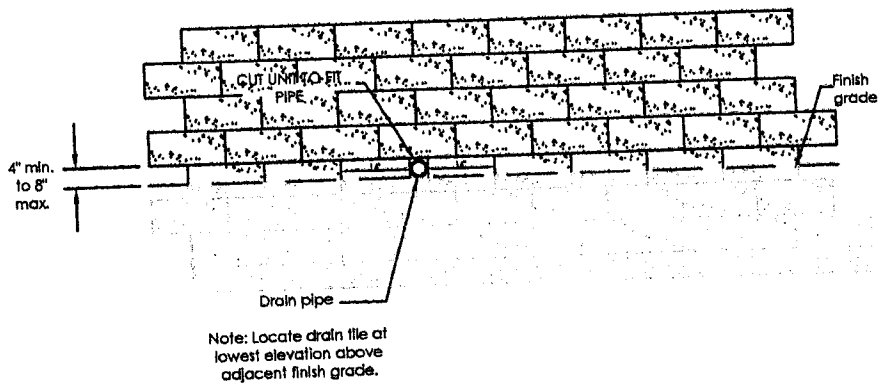 CUT UNIT TO FIT
PIPE
Finish
grade
4" min.
to 8"
max.
Drain pipe
Note: Locate drain tile at
lowest elevation above
adjacent finish grade.